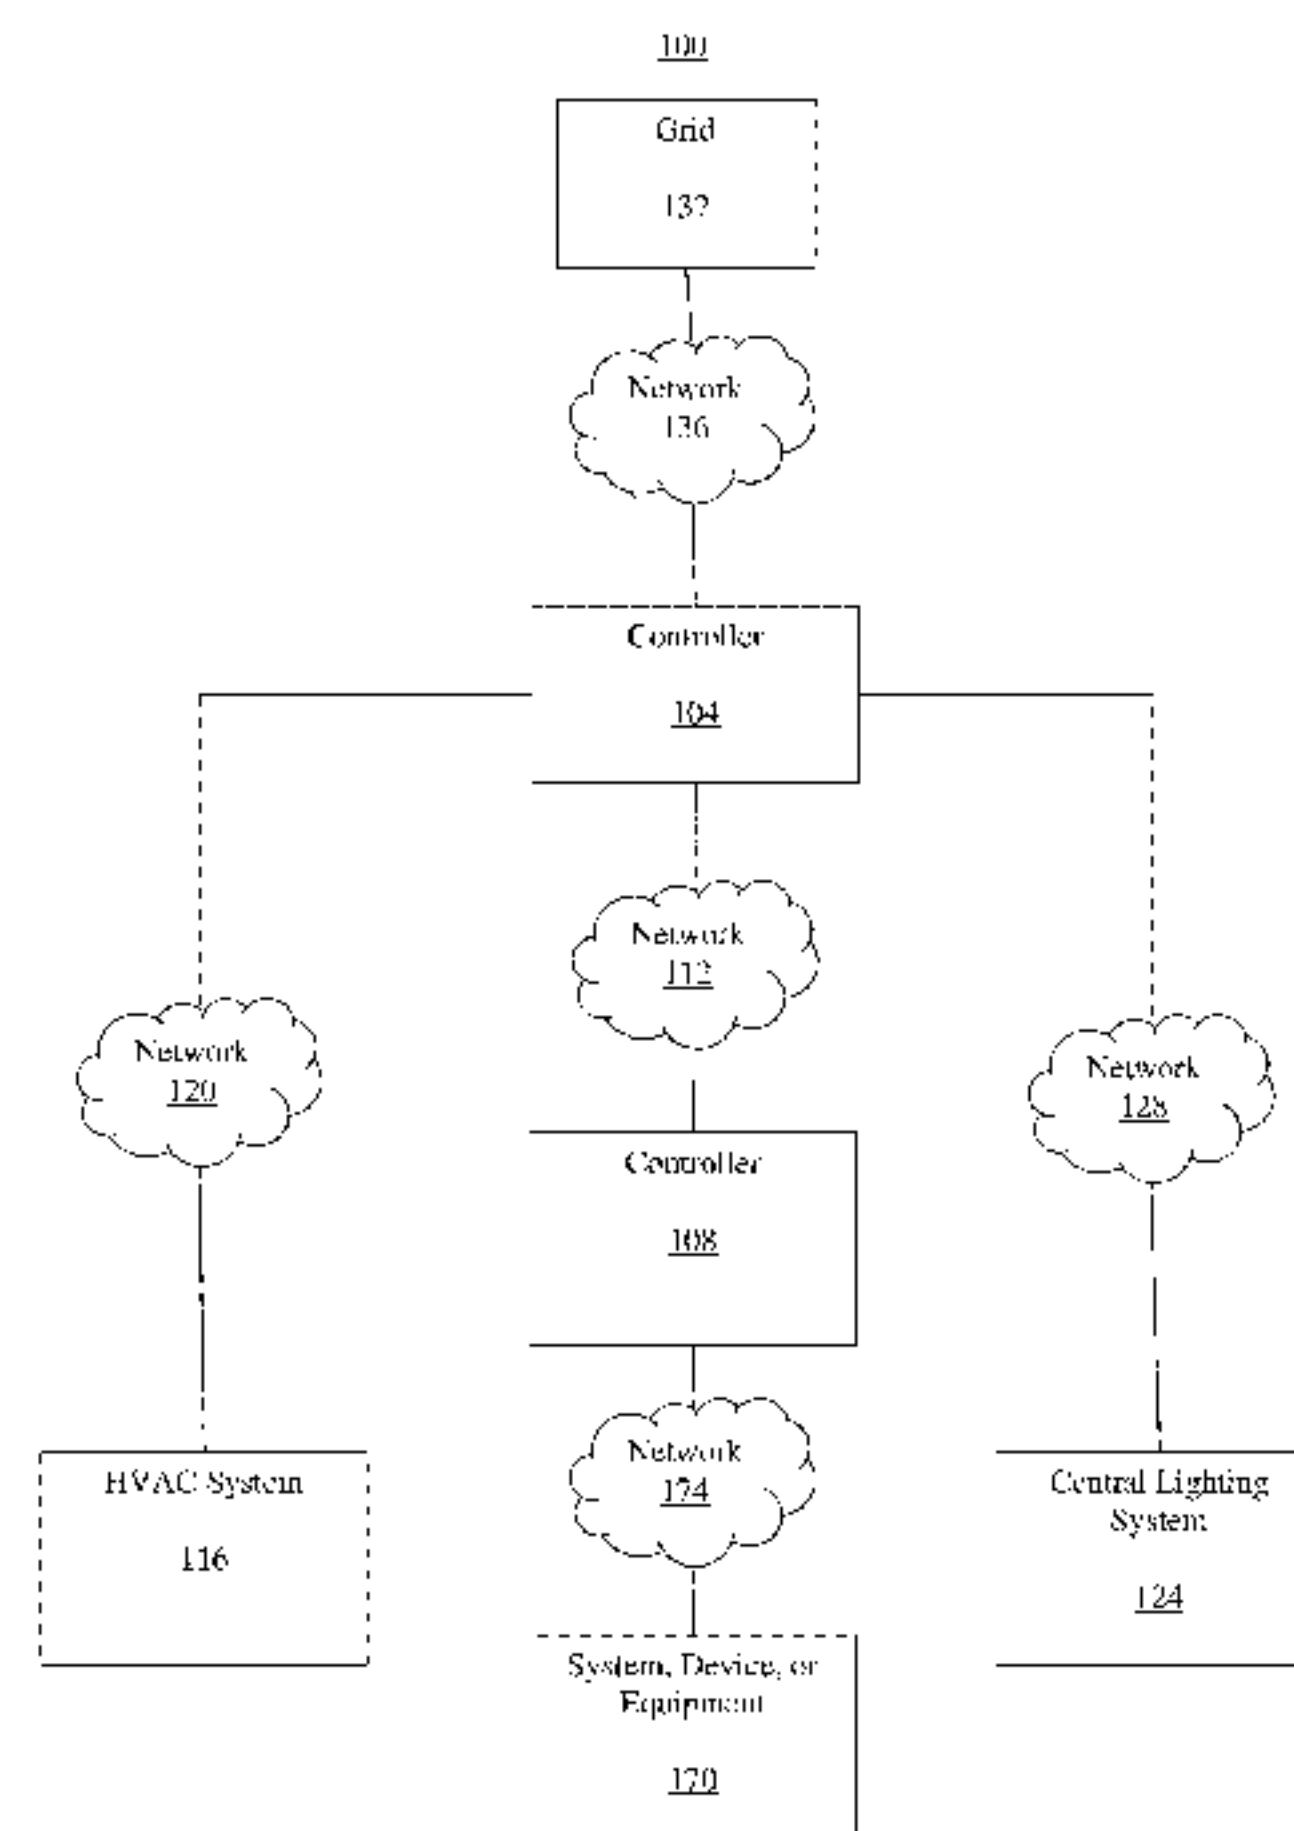 100
Grid
132
Network
136
Controller
104
Network
112
Network
120
Network
128
Controller
108
Network
174
HVAC System
116
Central Lighting
System
124
System, Device, or
Equipment
170